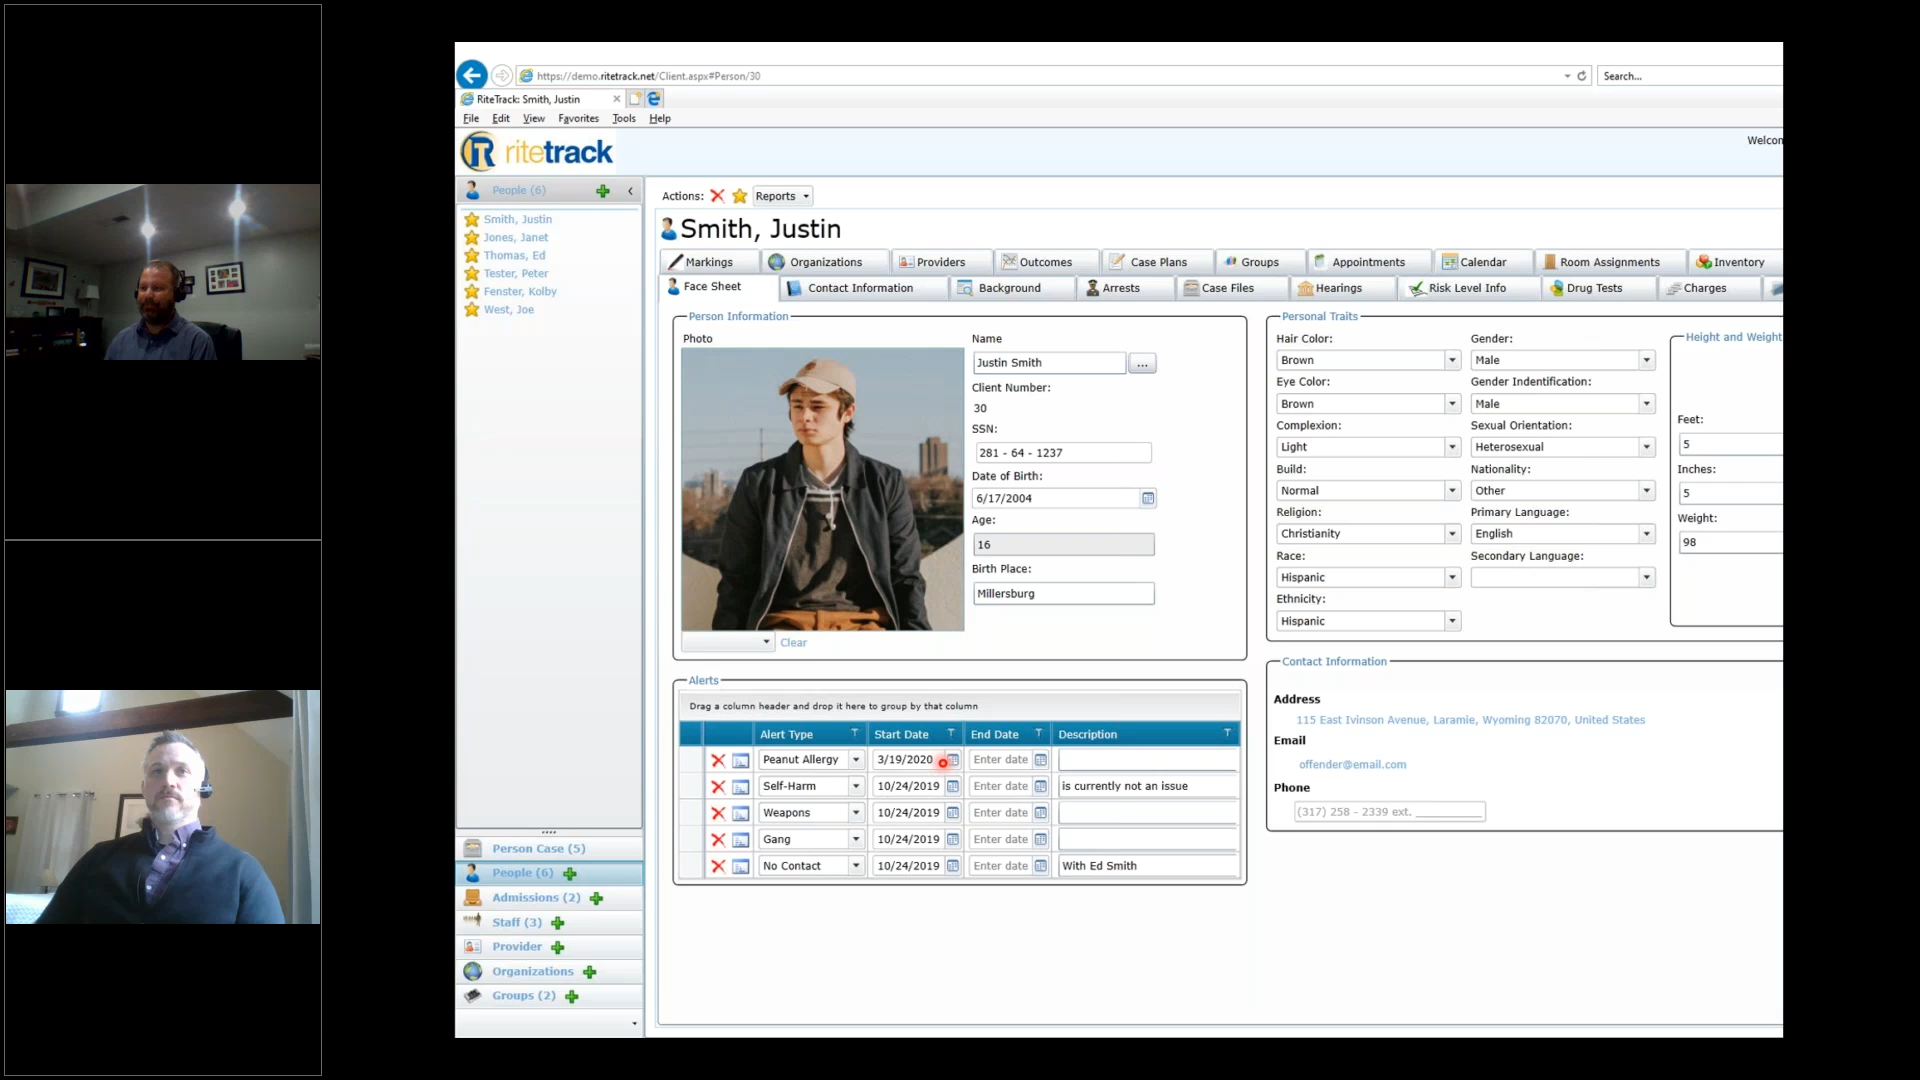 https://demo.ritetrack.net/Client.aspx#Person/30
Search...
RiteTrack: Smith, Justin
File Edit View Favorites Tools Help
ritetrack
Welcom
People (6)
Smith, Justin
Jones, Janet
Thomas, Ed
Tester, Peter
Fenster, Kolby
West, Joe
Person Case (5)
People (6)
Admissions (2)
Staff (3)
Provider
Organizations
Groups (2)
Actions: Reports
Smith, Justin
Markings Organizations Providers Outcomes Case Plans Groups Appointments Calendar Room Assignments Inventory
Face Sheet Contact Information Background Arrests Case Files Hearings Risk Level Info Drug Tests Charges
Person Information
Photo
Clear
Name
Justin Smith
...
Client Number:
30
SSN:
281 - 64 - 1237
Date of Birth:
6/17/2004
Age:
16
Birth Place:
Millersburg
Personal Traits
Hair Color:
Brown
Eye Color:
Brown
Complexion:
Light
Build:
Normal
Religion:
Christianity
Race:
Hispanic
Ethnicity:
Hispanic
Gender:
Male
Gender Indentification:
Male
Sexual Orientation:
Heterosexual
Nationality:
Other
Primary Language:
English
Secondary Language:
Height and Weight
Feet:
5
Inches:
5
Weight:
98
Alerts
Drag a column header and drop it here to group by that column
Alert Type Start Date End Date Description
Peanut Allergy 3/19/2020 Enter date
Self-Harm 10/24/2019 Enter date is currently not an issue
Weapons 10/24/2019 Enter date
Gang 10/24/2019 Enter date
No Contact 10/24/2019 Enter date With Ed Smith
Contact Information
Address
115 East Ivinson Avenue, Laramie, Wyoming 82070, United States
Email
offender@email.com
Phone
(317) 258 - 2339 ext. __________